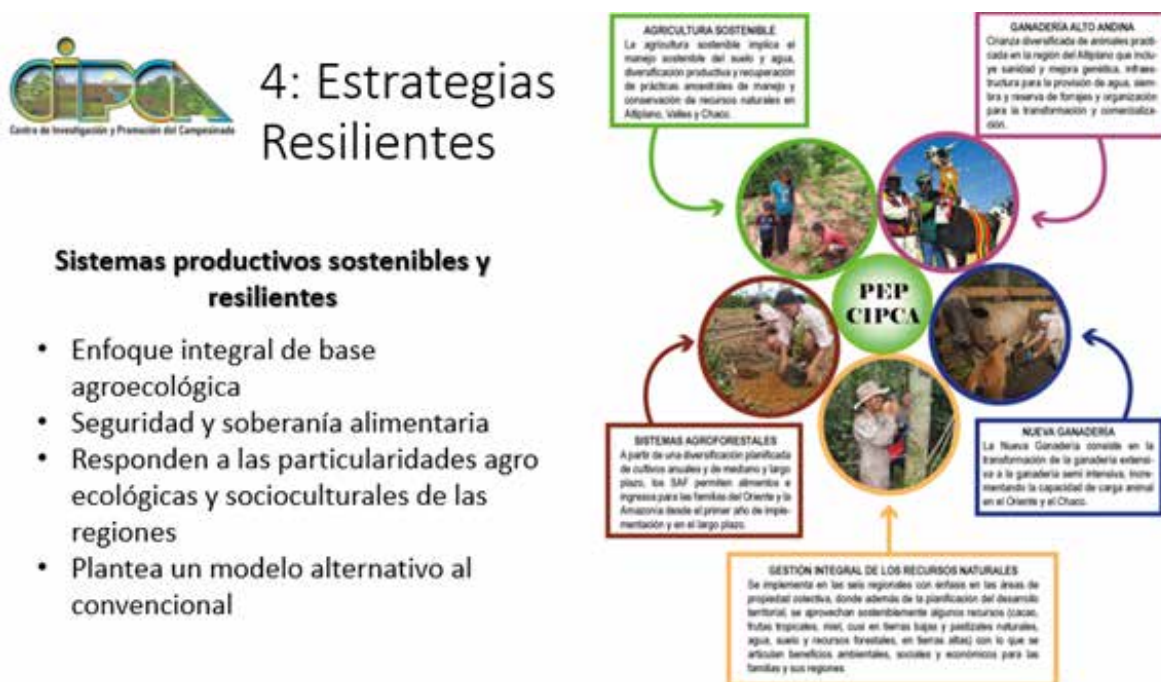 CIPCA
Centro de Investigación y Promoción del Campesinado
4: Estrategias
Resilientes
Sistemas productivos sostenibles y
resilientes
• Enfoque integral de base
agroecológica
• Seguridad y soberanía alimentaria
• Responden a las particularidades agro
ecológicas y socioculturales de las
regiones
• Plantea un modelo alternativo al
convencional
AGRICULTURA SOSTENIBLE
La agricultura sostenible implica el
manejo sostenible del suelo y agua,
diversificación productiva y recuperación
de prácticas ancestrales de manejo y
conservación de recursos naturales en
Altiplano, Valles y Chaco.
GANADERÍA ALTO ANDINA
Crianza diversificada de animales practi-
cada en la región del Altiplano que inclu-
ye sanidad y mejora genética, infraes-
tructura para la provisión de agua, siem-
bra y reserva de forrajes y organización
para la transformación y comercializa-
ción.
PEP
CIPCA
SISTEMAS AGROFORESTALES
A partir de una diversificación planificada
de cultivos anuales y de mediano y largo
plazo, los SAF permiten alimentos e
ingresos para las familias del Oriente y la
Amazonía desde el primer año de imple-
mentación y en el largo plazo.
NUEVA GANADERÍA
La Nueva Ganadería consiste en la
transformación de la ganadería extensi-
va a la ganadería semi intensiva, incre-
mentando la capacidad de carga animal
en el Oriente y el Chaco.
GESTIÓN INTEGRAL DE LOS RECURSOS NATURALES
Se implementa en las seis regionales con énfasis en las áreas de
propiedad colectiva, donde además de la planificación del desarrollo
territorial, se aprovechan sosteniblemente algunos recursos (cacao,
frutas tropicales, miel, cusi en tierras bajas y pastizales naturales,
agua, suelo y recursos forestales, en tierras altas) con lo que se
articulan beneficios ambientales, sociales y económicos para las
familias y sus regiones.